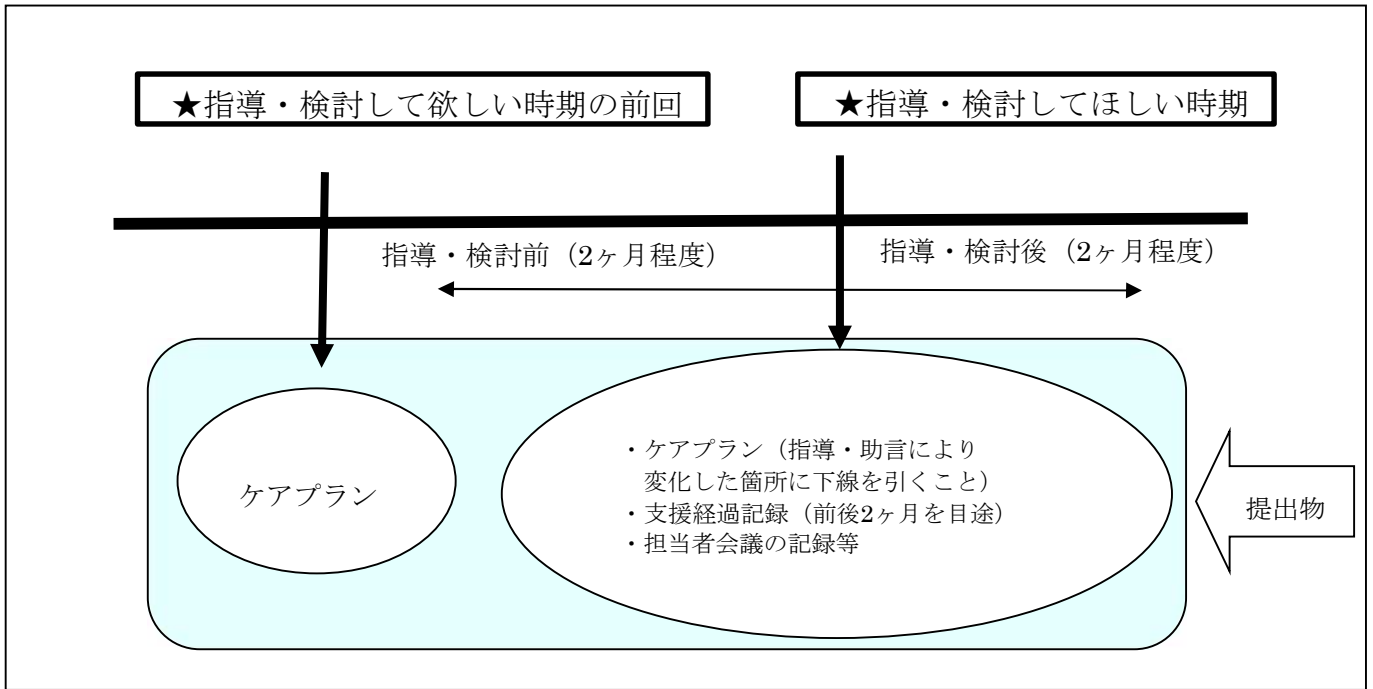 ★指導・検討して欲しい時期の前回
★指導・検討してほしい時期
指導・検討前（2ヶ月程度）
指導・検討後（2ヶ月程度）
ケアプラン
・ケアプラン（指導・助言により
変化した箇所に下線を引くこと）
・支援経過記録（前後2ヶ月を目途）
・担当者会議の記録等
提出物